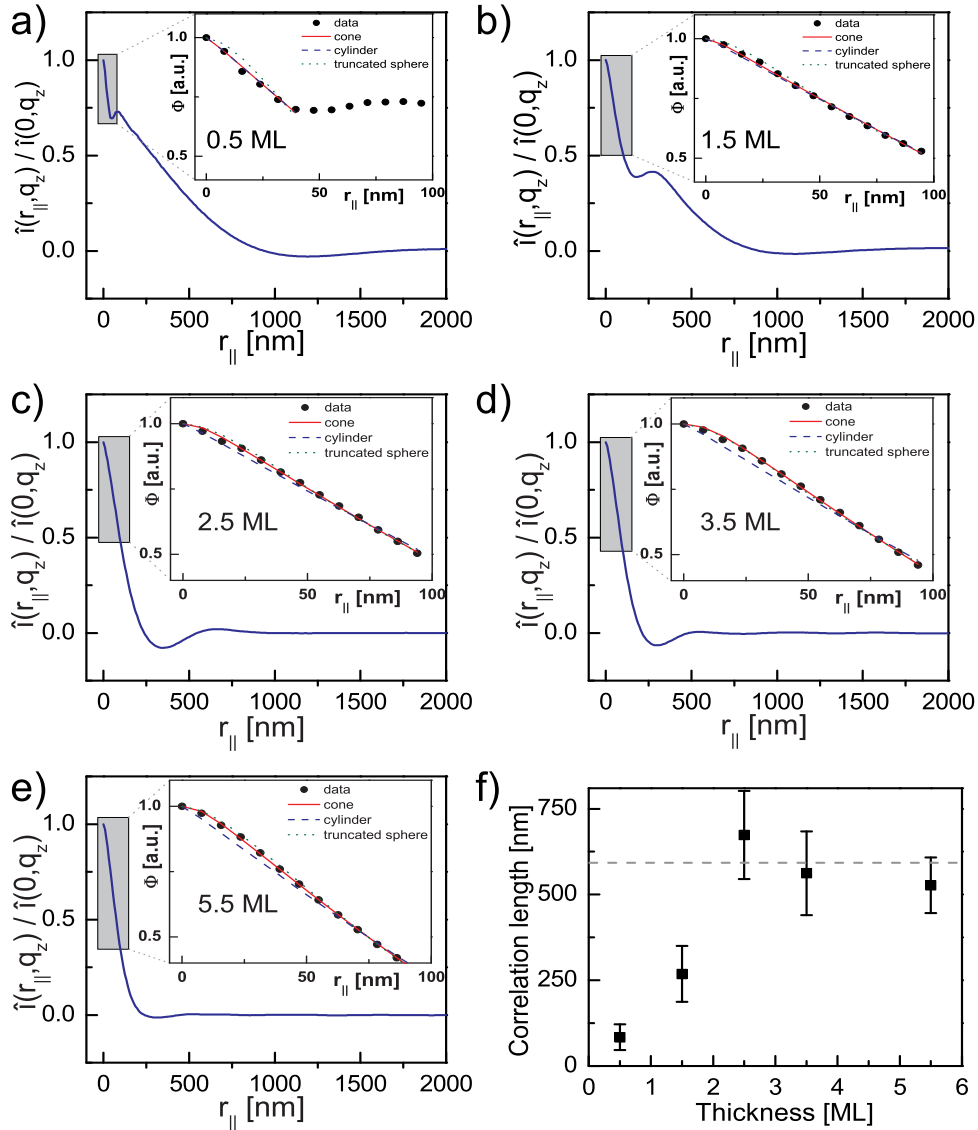 a)
î(r||,qz) / î(0,qz)
1.0
0.5
0.0
0 500 1000 1500 2000
r|| [nm]
Φ [a.u.]
1.0
0.5
0 50 100
r|| [nm]
data
cone
cylinder
truncated sphere
0.5 ML
b)
î(r||,qz) / î(0,qz)
1.0
0.5
0.0
0 500 1000 1500 2000
r|| [nm]
Φ [a.u.]
1.0
0.5
0 50 100
r|| [nm]
data
cone
cylinder
truncated sphere
1.5 ML
c)
î(r||,qz) / î(0,qz)
1.0
0.5
0.0
0 500 1000 1500 2000
r|| [nm]
Φ [a.u.]
1.0
0.5
0 50 100
r|| [nm]
data
cone
cylinder
truncated sphere
2.5 ML
d)
î(r||,qz) / î(0,qz)
1.0
0.5
0.0
0 500 1000 1500 2000
r|| [nm]
Φ [a.u.]
1.0
0.5
0 50 100
r|| [nm]
data
cone
cylinder
truncated sphere
3.5 ML
e)
î(r||,qz) / î(0,qz)
1.0
0.5
0.0
0 500 1000 1500 2000
r|| [nm]
Φ [a.u.]
1.0
0.5
0 50 100
r|| [nm]
data
cone
cylinder
truncated sphere
5.5 ML
f)
Correlation length [nm]
750
500
250
0
0 1 2 3 4 5 6
Thickness [ML]